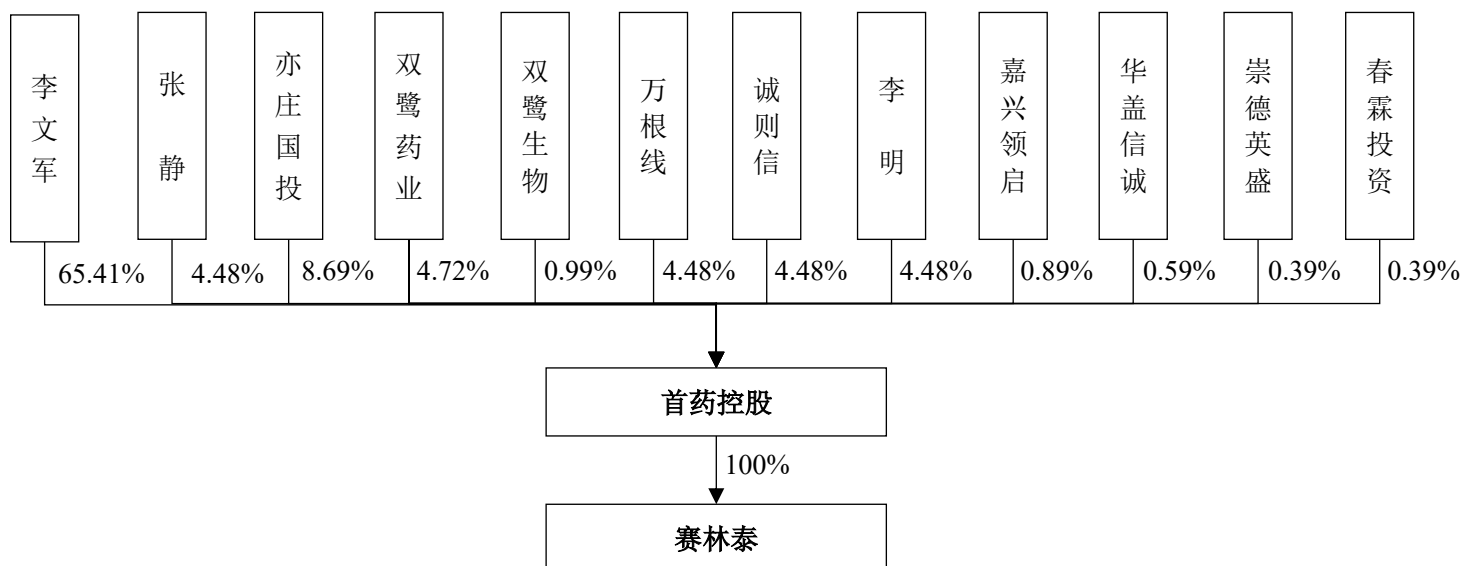 李文军
张静
亦庄国投
双鹭药业
双鹭生物
万根线
诚则信
李明
嘉兴领启
华盖信诚
崇德英盛
春霖投资
65.41%
4.48%
8.69%
4.72%
0.99%
4.48%
4.48%
4.48%
0.89%
0.59%
0.39%
0.39%
首药控股
100%
赛林泰